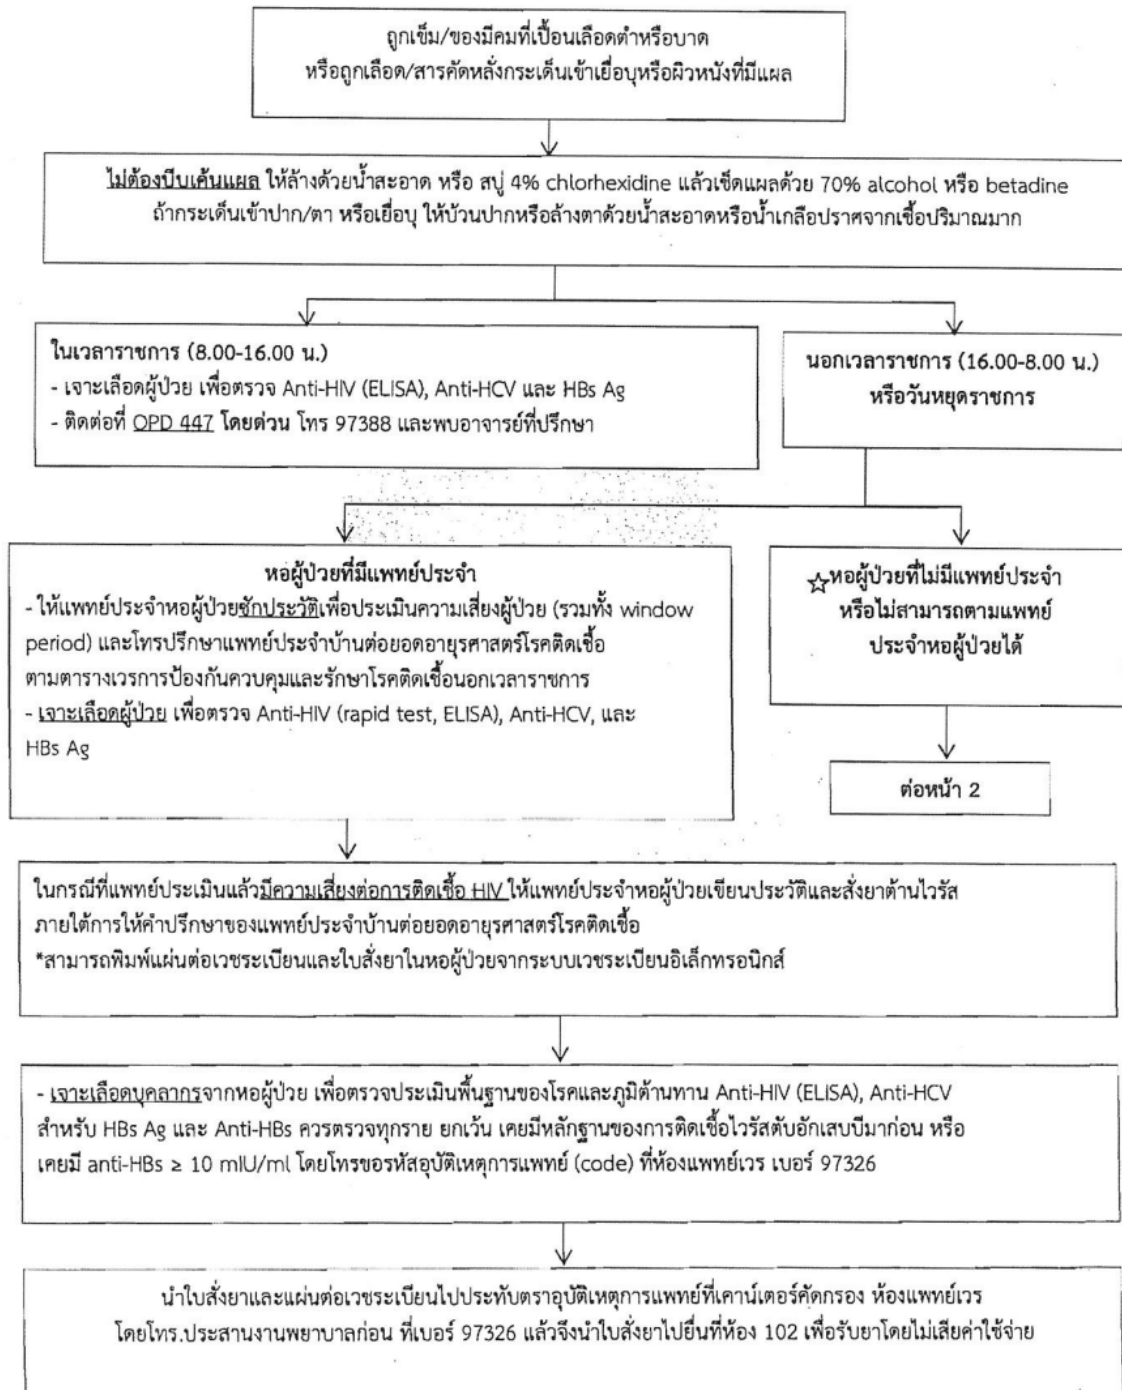 ถูกเข็ม/ของมีคมที่เปื้อนเลือดตำหรือบาด
หรือถูกเลือด/สารคัดหลั่งกระเด็นเข้าเยื่อบุหรือผิวหนังที่มีแผล
ไม่ต้องบีบเค้นแผล ให้ล้างด้วยน้ำสะอาด หรือ สบู่ 4% chlorhexidine แล้วเช็ดแผลด้วย 70% alcohol หรือ betadine
ถ้ากระเด็นเข้าปาก/ตา หรือเยื่อบุ ให้บ้วนปากหรือล้างตาด้วยน้ำสะอาดหรือน้ำเกลือปราศจากเชื้อปริมาณมาก
ในเวลาราชการ (8.00-16.00 น.)
- เจาะเลือดผู้ป่วย เพื่อตรวจ Anti-HIV (ELISA), Anti-HCV และ HBs Ag
- ติดต่อที่ OPD 447 โดยด่วน โทร 97388 และพบอาจารย์ที่ปรึกษา
นอกเวลาราชการ (16.00-8.00 น.)
หรือวันหยุดราชการ
หอผู้ป่วยที่มีแพทย์ประจำ
- ให้แพทย์ประจำหอผู้ป่วยซักประวัติเพื่อประเมินความเสี่ยงผู้ป่วย (รวมทั้ง window
period) และโทรปรึกษาแพทย์ประจำบ้านต่อยอดอายุรศาสตร์โรคติดเชื้อ
ตามตารางเวรการป้องกันควบคุมและรักษาโรคติดเชื้อนอกเวลาราชการ
- เจาะเลือดผู้ป่วย เพื่อตรวจ Anti-HIV (rapid test, ELISA), Anti-HCV, และ
HBs Ag
☆หอผู้ป่วยที่ไม่มีแพทย์ประจำ
หรือไม่สามารถตามแพทย์
ประจำหอผู้ป่วยได้
ต่อหน้า 2
ในกรณีที่แพทย์ประเมินแล้วมีความเสี่ยงต่อการติดเชื้อ HIV ให้แพทย์ประจำหอผู้ป่วยเขียนประวัติและสั่งยาต้านไวรัส
ภายใต้การให้คำปรึกษาของแพทย์ประจำบ้านต่อยอดอายุรศาสตร์โรคติดเชื้อ
*สามารถพิมพ์แผ่นต่อเวชระเบียนและใบสั่งยาในหอผู้ป่วยจากระบบเวชระเบียนอิเล็กทรอนิกส์
- เจาะเลือดบุคลากรจากหอผู้ป่วย เพื่อตรวจประเมินพื้นฐานของโรคและภูมิต้านทาน Anti-HIV (ELISA), Anti-HCV
สำหรับ HBs Ag และ Anti-HBs ควรตรวจทุกราย ยกเว้น เคยมีหลักฐานของการติดเชื้อไวรัสตับอักเสบบีมาก่อน หรือ
เคยมี anti-HBs ≥ 10 mIU/ml โดยโทรขอรหัสอุบัติเหตุการแพทย์ (code) ที่ห้องแพทย์เวร เบอร์ 97326
นำใบสั่งยาและแผ่นต่อเวชระเบียนไปประทับตราอุบัติเหตุการแพทย์ที่เคาน์เตอร์คัดกรอง ห้องแพทย์เวร
โดยโทร.ประสานงานพยาบาลก่อน ที่เบอร์ 97326 แล้วจึงนำใบสั่งยาไปยื่นที่ห้อง 102 เพื่อรับยาโดยไม่เสียค่าใช้จ่าย